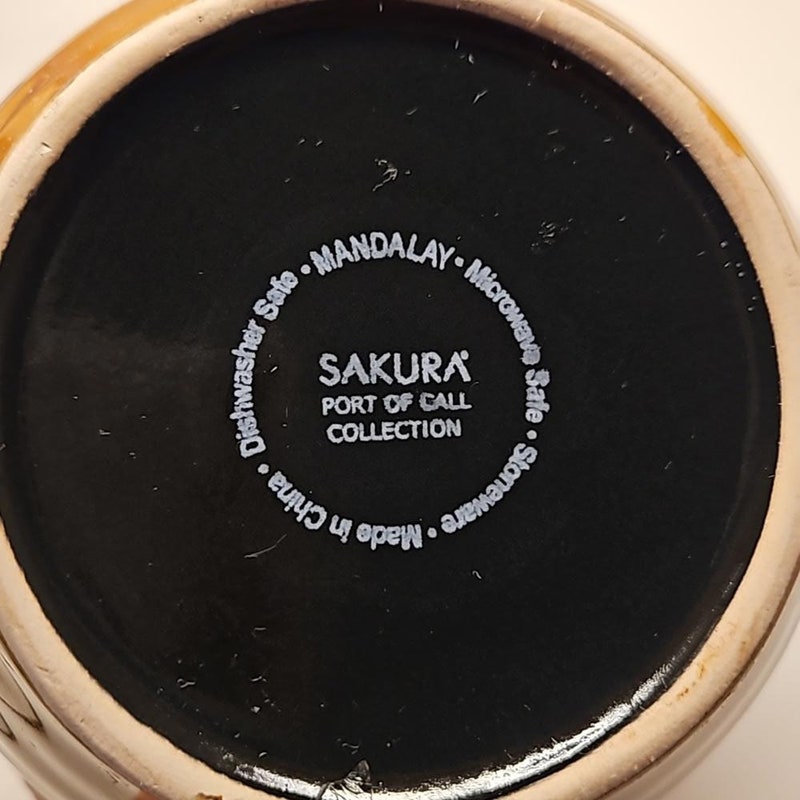 • MANDALAY • Microwave Safe • Stoneware • Made in China • Dishwasher Safe
SAKURA®
PORT OF CALL
COLLECTION